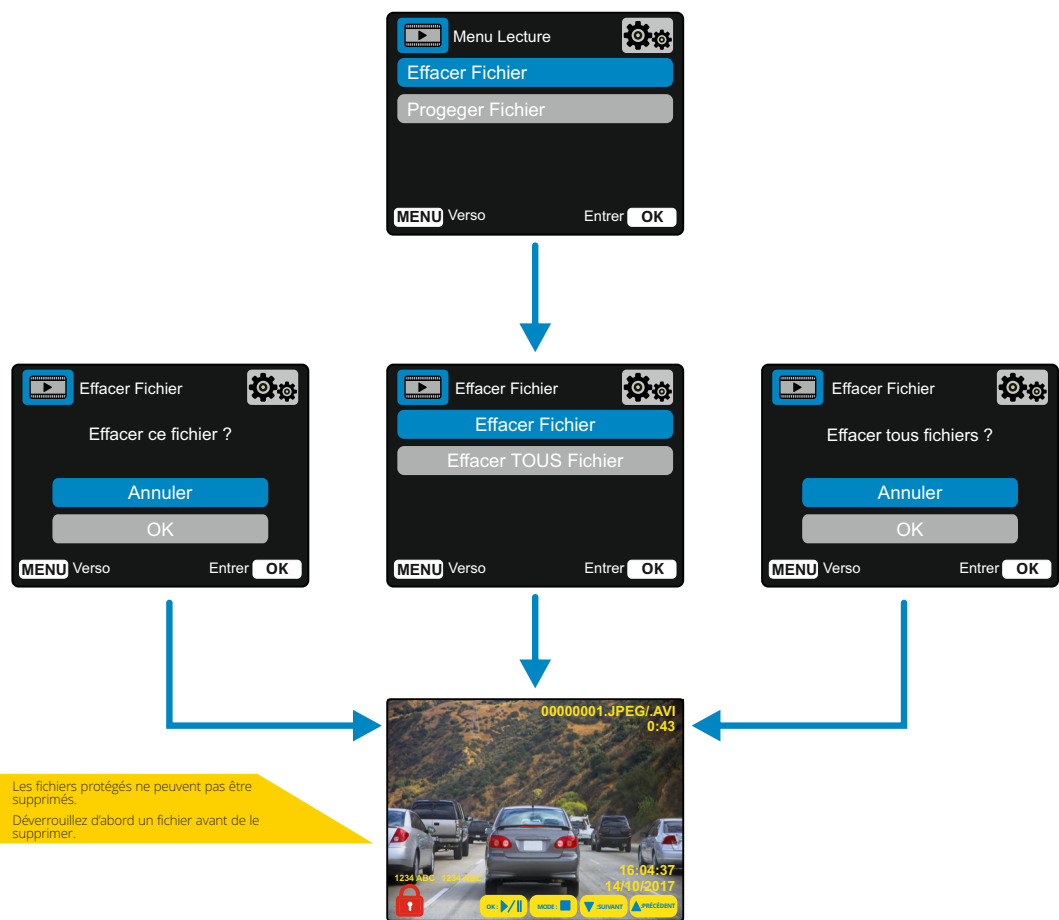 Menu Lecture
Effacer Fichier
Progeger Fichier
MENU Verso Entrer OK
Effacer Fichier
Effacer ce fichier ?
Annuler
OK
MENU Verso Entrer OK
Effacer Fichier
Effacer Fichier
Effacer TOUS Fichier
MENU Verso Entrer OK
Effacer Fichier
Effacer tous fichiers ?
Annuler
OK
MENU Verso Entrer OK
00000001.JPEG/.AVI
0:43
Les fichiers protégés ne peuvent pas être
supprimés.
Déverrouillez d'abord un fichier avant de
supprimer.
1234 ABC 1234 ABC
16:04:37
14/10/2017
OK : MODE : :SUIVANT :PRÉCÉDENT